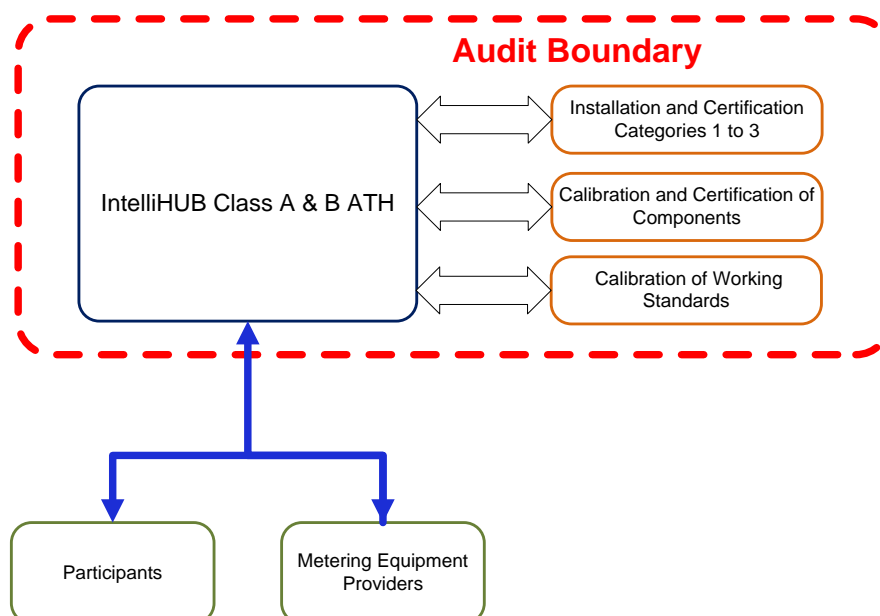 Audit Boundary
IntelliHUB Class A & B ATH
Installation and Certification
Categories 1 to 3
Calibration and Certification of
Components
Calibration of Working
Standards
Participants
Metering Equipment
Providers